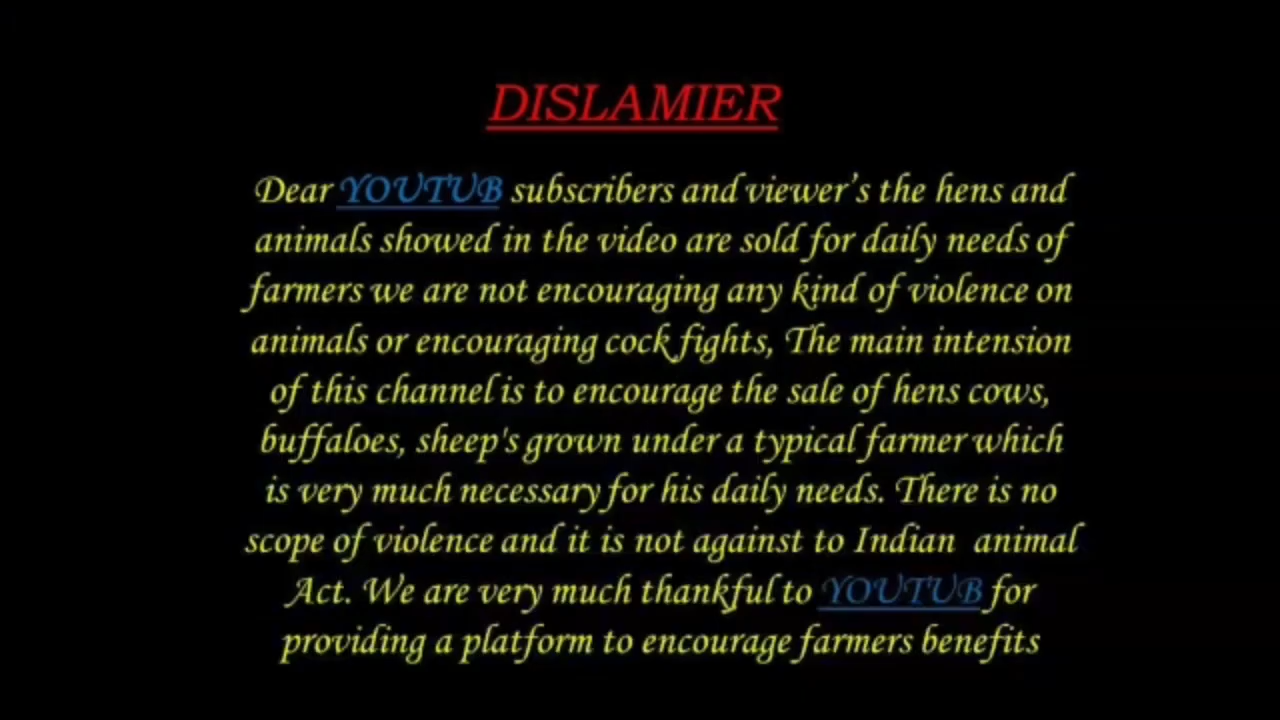 DISLAMIER
Dear YOUTUB subscribers and viewer's the hens and
animals showed in the video are sold for daily needs of
farmers we are not encouraging any kind of violence on
animals or encouraging cock fights, The main intension
of this channel is to encourage the sale of hens cows,
buffaloes, sheep's grown under a typical farmer which
is very much necessary for his daily needs. There is no
scope of violence and it is not against to Indian animal
Act. We are very much thankful to YOUTUB for
providing a platform to encourage farmers benefits